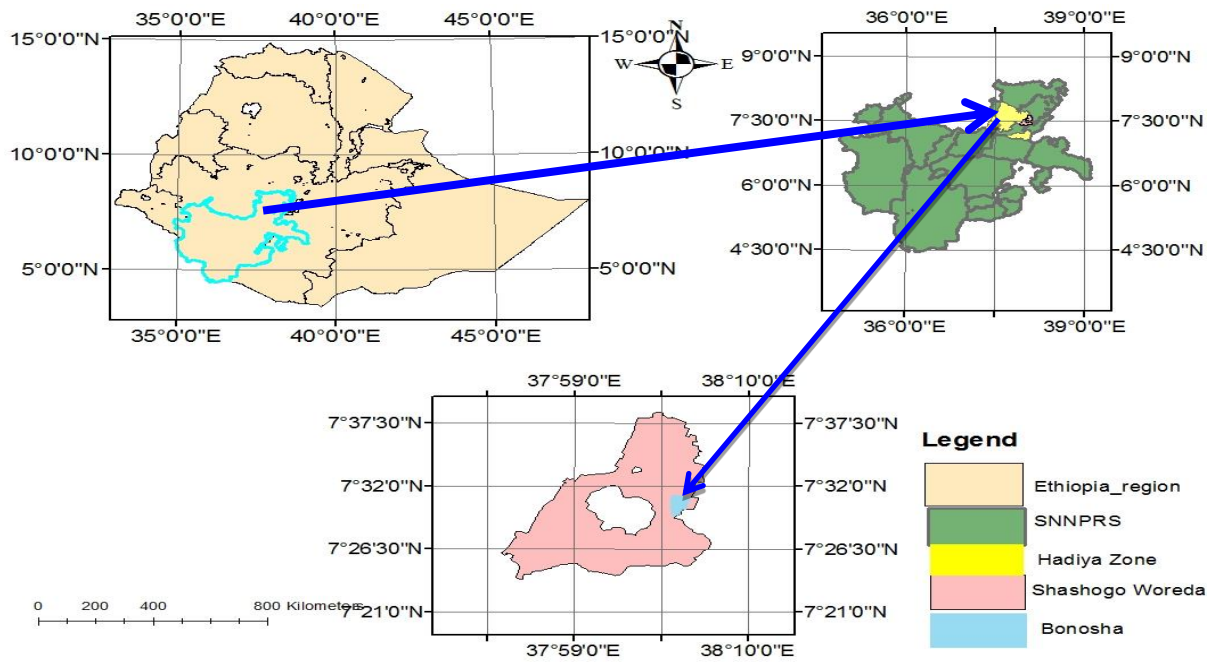 35°0'0"E 40°0'0"E 45°0'0"E
15°0'0"N 15°0'0"N
10°0'0"N 10°0'0"N
5°0'0"N 5°0'0"N
35°0'0"E 40°0'0"E 45°0'0"E
N
W E
S
36°0'0"E 39°0'0"E
9°0'0"N 9°0'0"N
7°30'0"N 7°30'0"N
6°0'0"N 6°0'0"N
4°30'0"N 4°30'0"N
36°0'0"E 39°0'0"E
37°59'0"E 38°10'0"E
7°37'30"N 7°37'30"N
7°32'0"N 7°32'0"N
7°26'30"N 7°26'30"N
7°21'0"N 7°21'0"N
37°59'0"E 38°10'0"E
0 200 400 800 Kilometers
Legend
Ethiopia_region
SNNPRS
Hadiya Zone
Shashogo Woreda
Bonosha